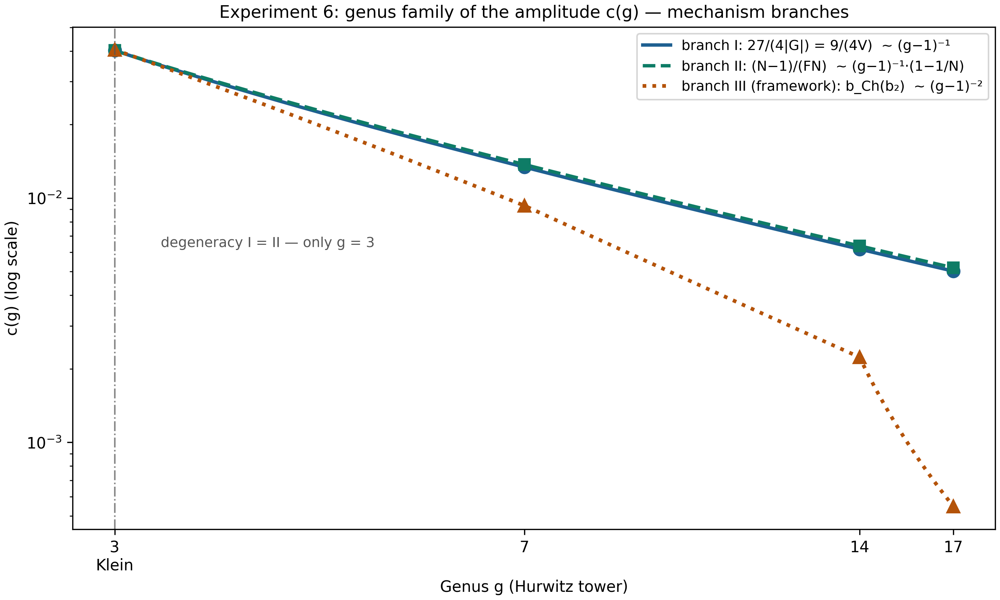 Experiment 6: genus family of the amplitude c(g) — mechanism branches
branch I: 27/(4|G|) = 9/(4V)  ~ (g−1)⁻¹
branch II: (N−1)/(FN)  ~ (g−1)⁻¹·(1−1/N)
branch III (framework): b_Ch(b₂)  ~ (g−1)⁻²
c(g) (log scale)
10⁻²
10⁻³
degeneracy I = II — only g = 3
3
Klein
7
14
17
Genus g (Hurwitz tower)